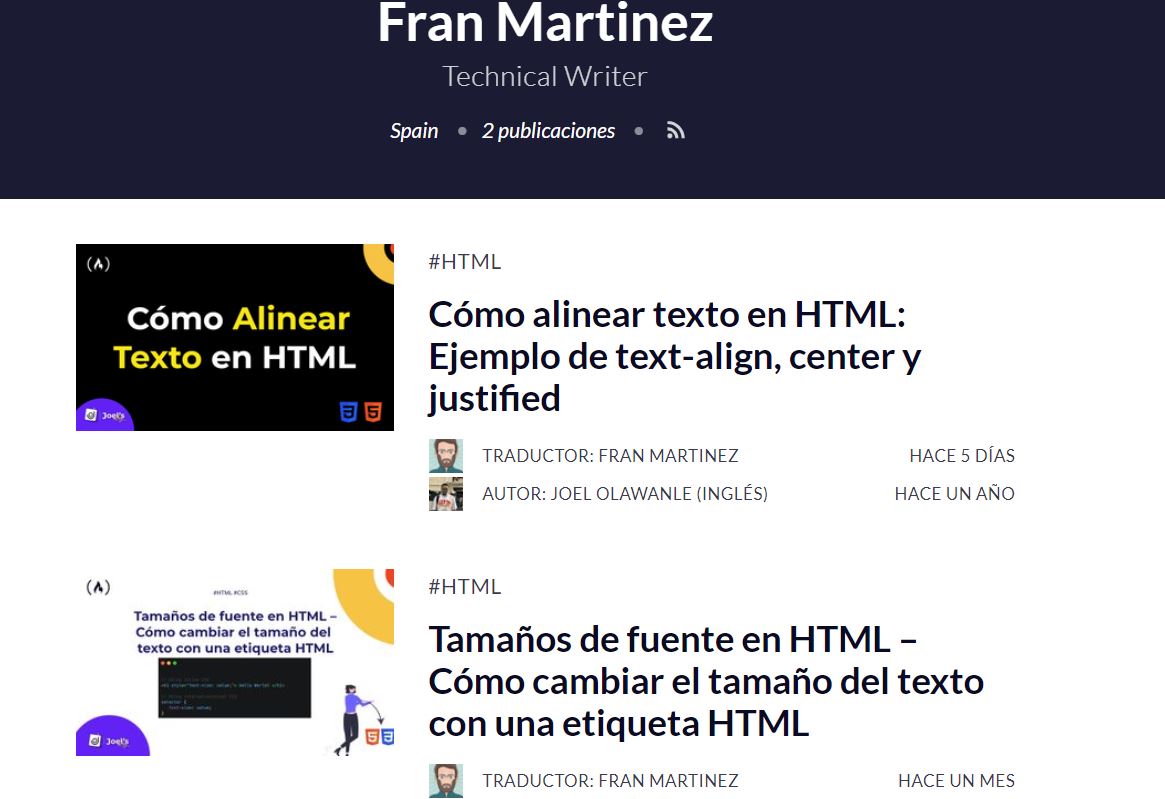 Fran Martinez
Technical Writer
Spain • 2 publicaciones •
Cómo Alinear
Texto en HTML
Joel's
#HTML
Cómo alinear texto en HTML:
Ejemplo de text-align, center y
justified
TRADUCTOR: FRAN MARTINEZ HACE 5 DÍAS
AUTOR: JOEL OLAWANLE (INGLÉS) HACE UN AÑO
#HTML #CSS
Tamaños de fuente en HTML –
Cómo cambiar el tamaño del
texto con una etiqueta HTML
Joel's
#HTML
Tamaños de fuente en HTML –
Cómo cambiar el tamaño del texto
con una etiqueta HTML
TRADUCTOR: FRAN MARTINEZ HACE UN MES